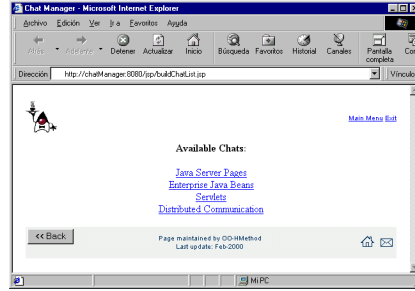 Chat Manager - Microsoft Internet Explorer
Archivo Edición Ver Ir a Favoritos Ayuda
Atrás Adelante Detener Actualizar Inicio Búsqueda Favoritos Historial Canales Pantalla completa
Dirección http://chatManager:8080/jsp/buildChatList.jsp
Main Menu Exit
Available Chats:
Java Server Pages
Enterprise Java Beans
Servlets
Distributed Communication
<< Back
Page maintained by OO-HMethod
Last update: Feb-2000
Mi PC